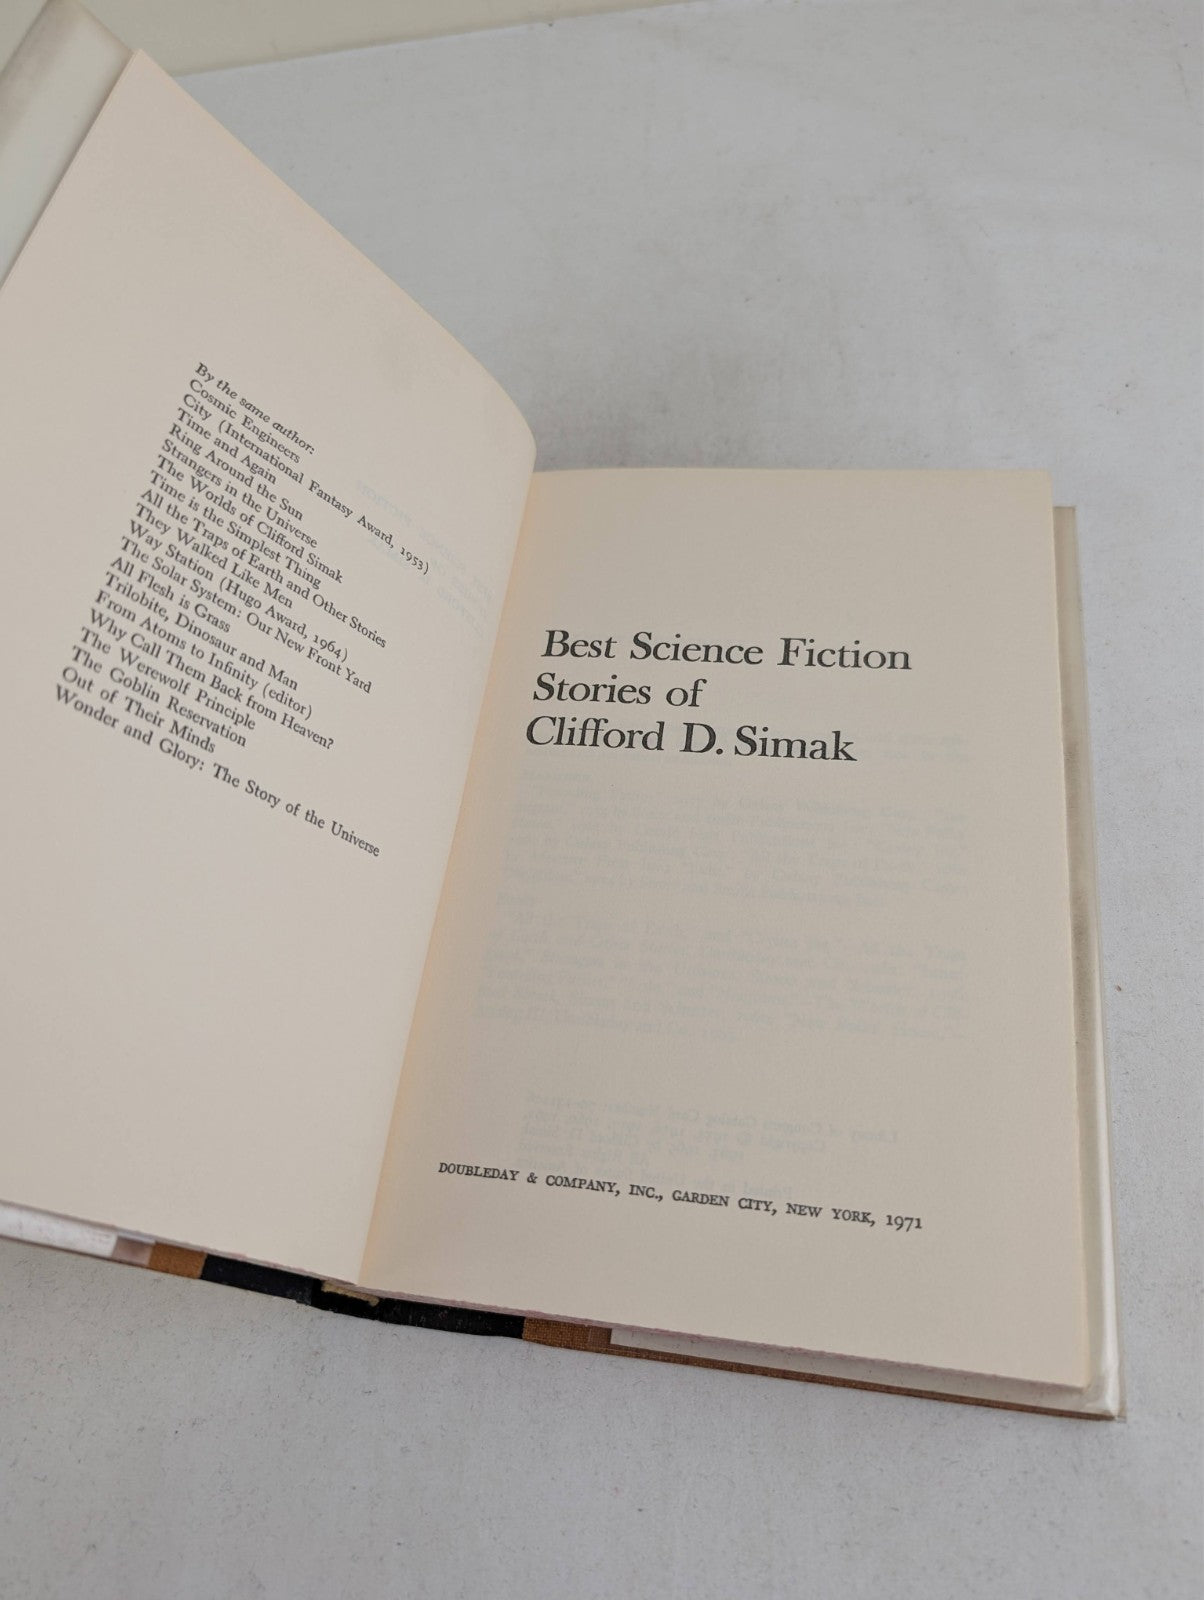 By the same author:
Cosmic Engineers
City (International Fantasy Award, 1953)
Time and Again
Ring Around the Sun
Strangers in the Universe
The Worlds of Clifford Simak
Time is the Simplest Thing
All the Traps of Earth and Other Stories
They Walked Like Men
Way Station (Hugo Award, 1964)
The Solar System: Our New Front Yard
All Flesh is Grass
Trilobite, Dinosaur and Man
From Atoms to Infinity (editor)
Why Call Them Back from Heaven?
The Werewolf Principle
The Goblin Reservation
Out of Their Minds
Wonder and Glory: The Story of the Universe
Best Science Fiction
Stories of
Clifford D. Simak
DOUBLEDAY & COMPANY, INC., GARDEN CITY, NEW YORK, 1971